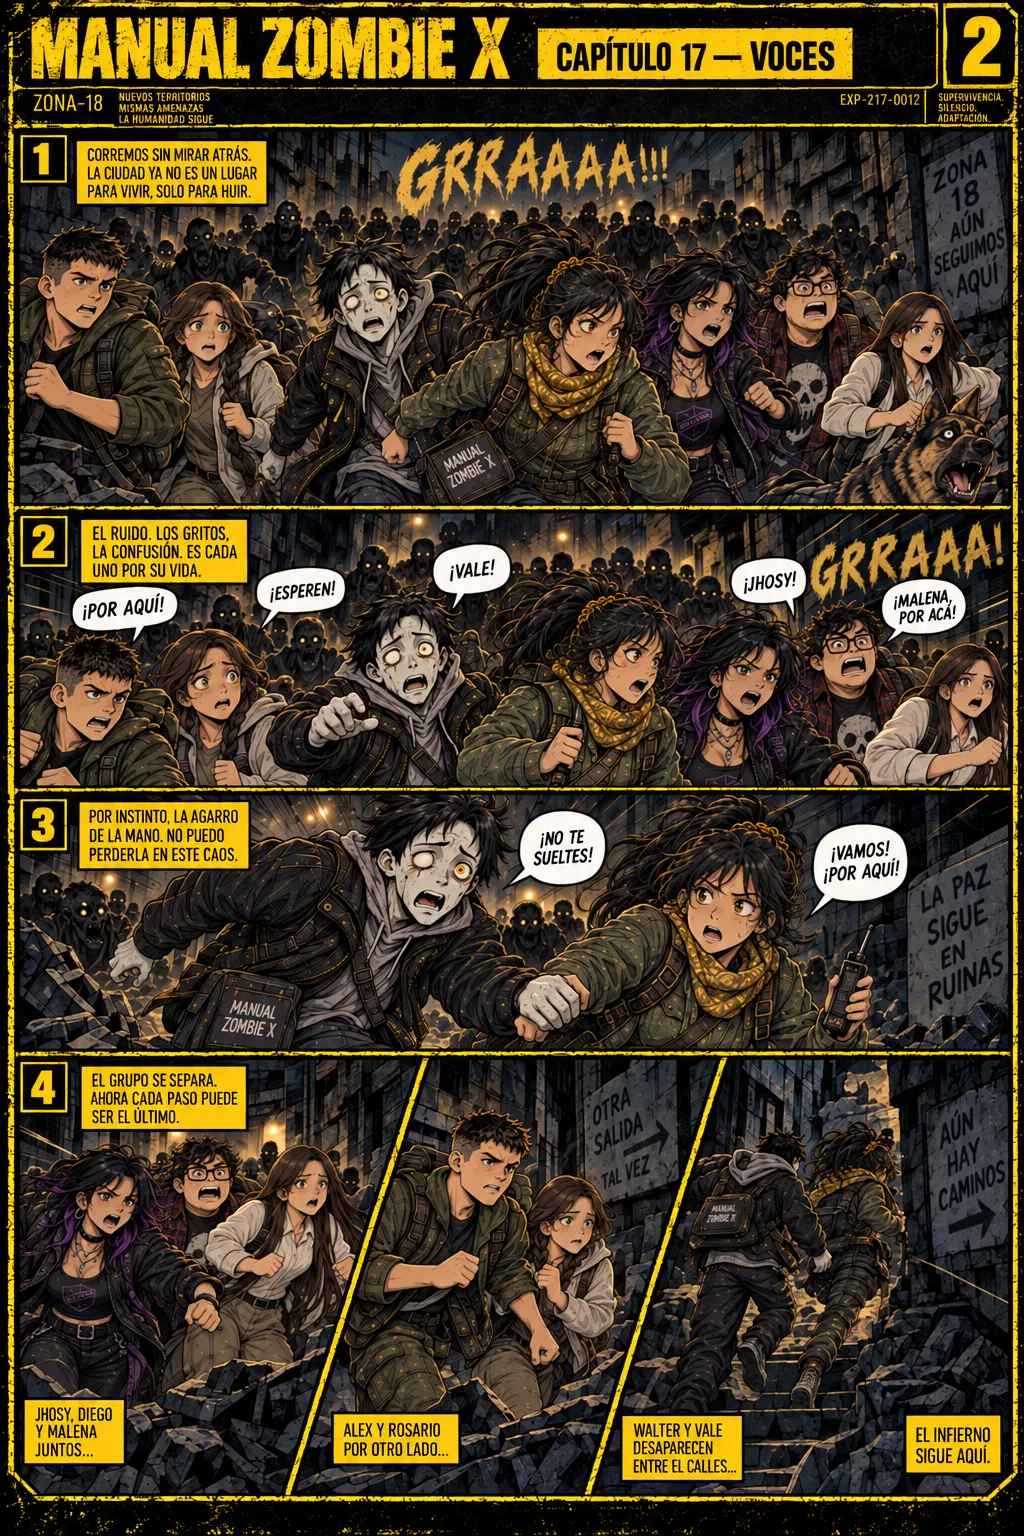 MANUAL ZOMBIE X
CAPÍTULO 17 — VOCES
2
ZONA-18
NUEVOS TERRITORIOS
MISMAS AMENAZAS
LA HUMANIDAD SIGUE
EXP-217-0012
SUPERVIVENCIA.
SILENCIO.
ADAPTACIÓN.
1
CORREMOS SIN MIRAR ATRÁS.
LA CIUDAD YA NO ES UN LUGAR
PARA VIVIR, SOLO PARA HUIR.
GRRAAAA!!!
ZONA
18
AÚN
SEGUIMOS
AQUÍ
MANUAL
ZOMBIE X
2
EL RUIDO. LOS GRITOS,
LA CONFUSIÓN. ES CADA
UNO POR SU VIDA.
¡POR AQUÍ!
¡ESPEREN!
¡VALE!
¡JHOSY!
GRRAAA!
¡MALENA,
POR ACÁ!
3
POR INSTINTO, LA AGARRO
DE LA MANO. NO PUEDO
PERDERLA EN ESTE CAOS.
¡NO TE
SUELTES!
¡VAMOS!
¡POR AQUÍ!
LA PAZ
SIGUE
EN
RUINAS
MANUAL
ZOMBIE X
4
EL GRUPO SE SEPARA.
AHORA CADA PASO PUEDE
SER EL ÚLTIMO.
JHOSY, DIEGO
Y MALENA
JUNTOS...
OTRA
SALIDA
TAL VEZ
ALEX Y ROSARIO
POR OTRO LADO...
MANUAL
ZOMBIE X
AÚN
HAY
CAMINOS
WALTER Y VALE
DESAPARECEN
ENTRE EL CALLES...
EL INFIERNO
SIGUE AQUÍ.